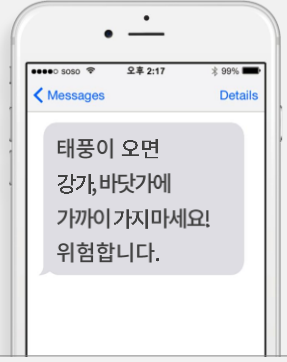 soso 오후 2:17 99%
Messages Details
태풍이 오면
강가, 바닷가에
가까이 가지 마세요!
위험합니다.